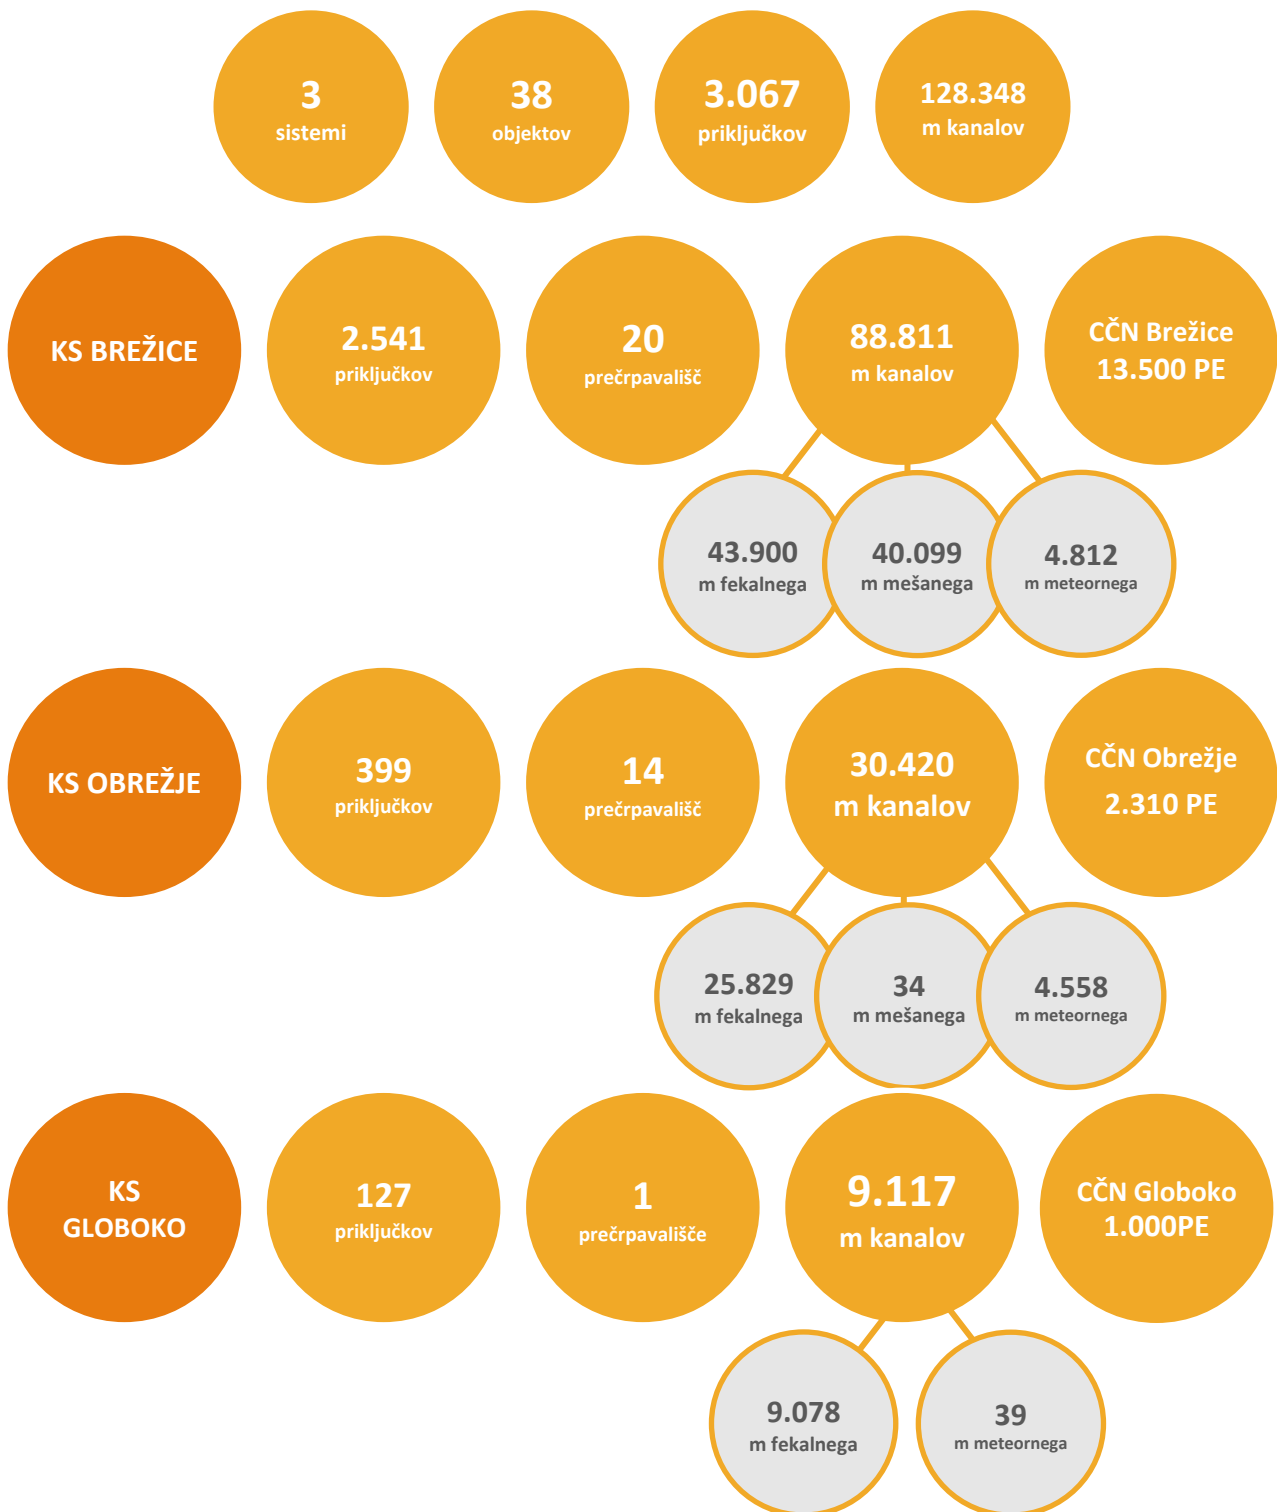 3
sistemi
38
objektov
3.067
priključkov
128.348
m kanalov
KS BREŽICE
2.541
priključkov
20
prečrpavališč
88.811
m kanalov
CČN Brežice
13.500 PE
43.900
m fekalnega
40.099
m mešanega
4.812
m meteornega
KS OBREŽJE
399
priključkov
14
prečrpavališč
30.420
m kanalov
CČN Obrežje
2.310 PE
25.829
m fekalnega
34
m mešanega
4.558
m meteornega
KS
GLOBOKO
127
priključkov
1
prečrpavališče
9.117
m kanalov
CČN Globoko
1.000PE
9.078
m fekalnega
39
m meteornega